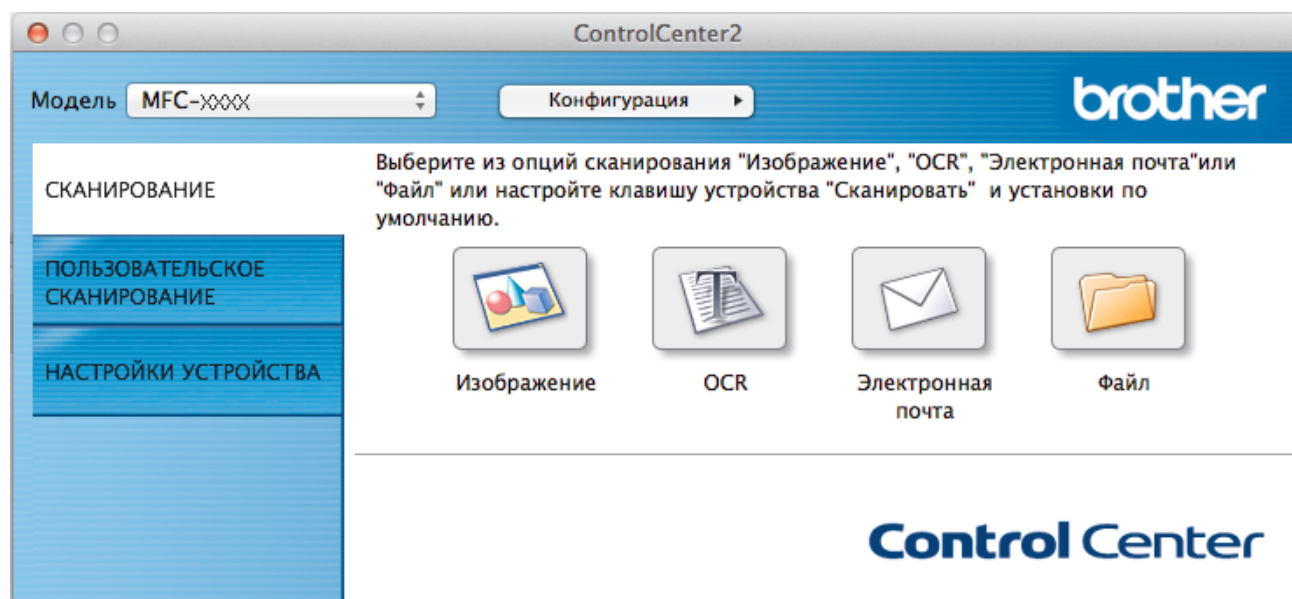 ControlCenter2
Модель MFC-XXXX Конфигурация
brother
СКАНИРОВАНИЕ
ПОЛЬЗОВАТЕЛЬСКОЕ
СКАНИРОВАНИЕ
НАСТРОЙКИ УСТРОЙСТВА
Выберите из опций сканирования "Изображение", "OCR", "Электронная почта"или
"Файл" или настройте клавишу устройства "Сканировать"  и установки по
умолчанию.
Изображение
OCR
Электронная
почта
Файл
Control Center